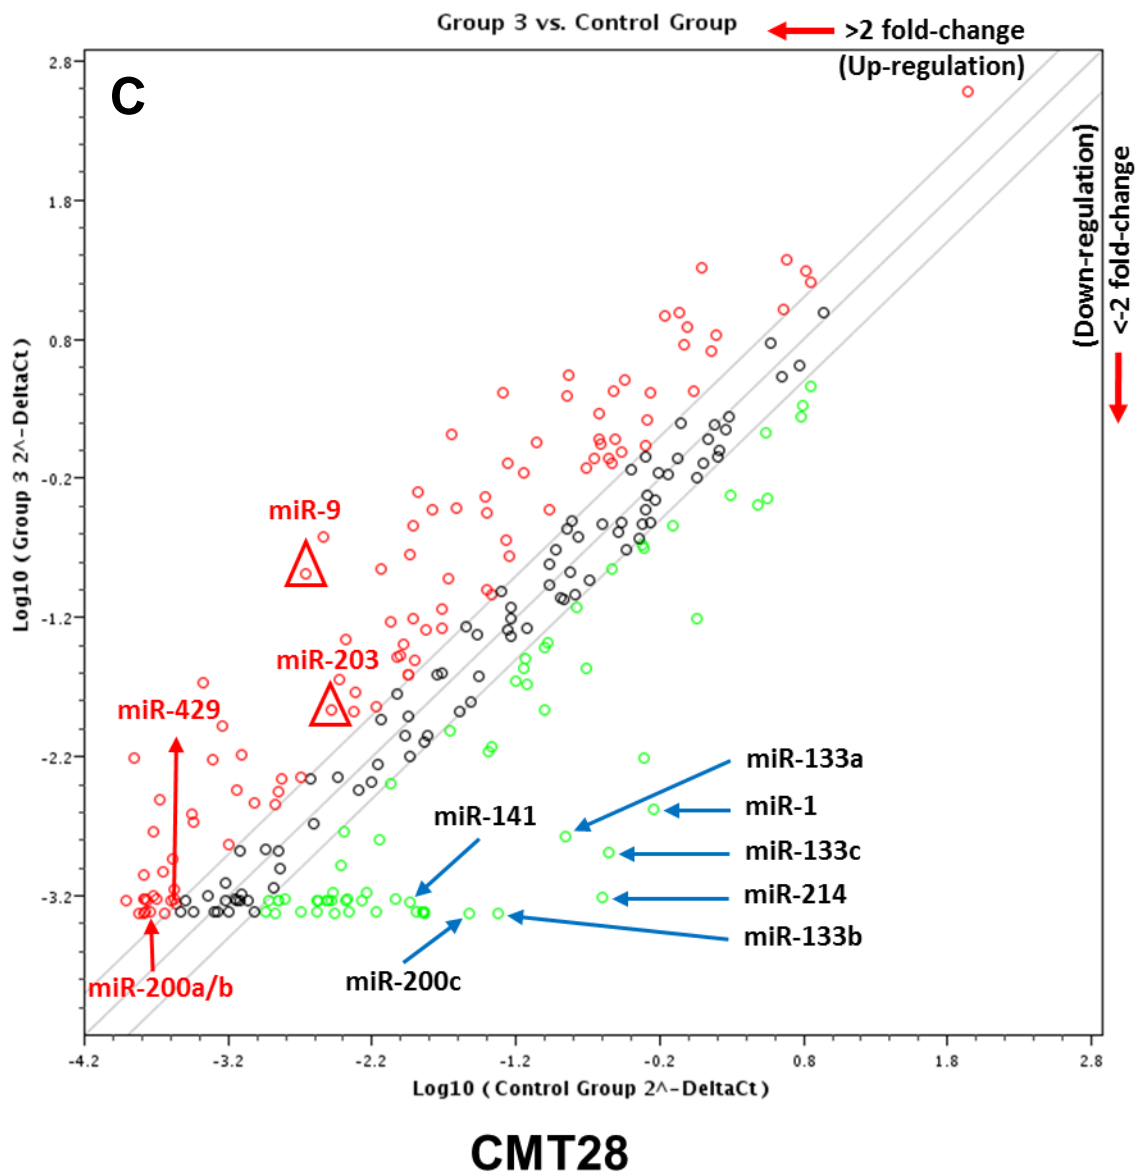 Group 3 vs. Control Group
>2 fold-change
(Up-regulation)
C
(Down-regulation)
<-2 fold-change
2.8
1.8
0.8
-0.2
-1.2
-2.2
-3.2
Log10 (Group 3 2^-DeltaCt)
miR-9
miR-203
miR-429
miR-200a/b
miR-141
miR-200c
miR-133a
miR-1
miR-133c
miR-214
miR-133b
-4.2 -3.2 -2.2 -1.2 -0.2 0.8 1.8 2.8
Log10 (Control Group 2^-DeltaCt)
CMT28